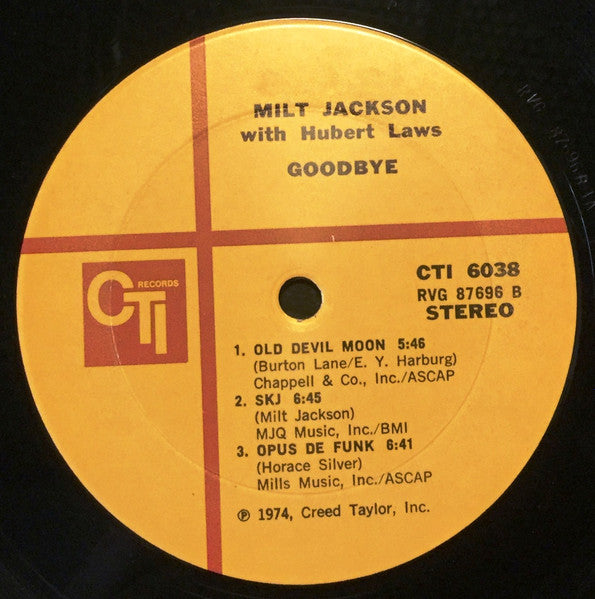 MILT JACKSON
with Hubert Laws
GOODBYE
CTI
RECORDS
CTI 6038
RVG 87696 B
STEREO
1. OLD DEVIL MOON 5:46
(Burton Lane/E. Y. Harburg)
Chappell & Co., Inc./ASCAP
2. SKJ 6:45
(Milt Jackson)
MJQ Music, Inc./BMI
3. OPUS DE FUNK 6:41
(Horace Silver)
Mills Music, Inc./ASCAP
℗ 1974, Creed Taylor, Inc.